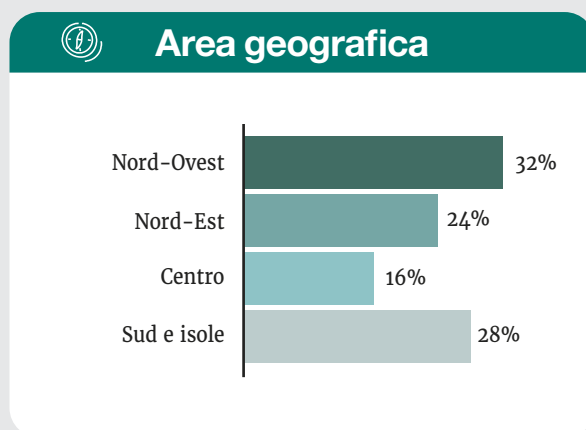 Area geografica
Nord-Ovest 32%
Nord-Est 24%
Centro 16%
Sud e isole 28%